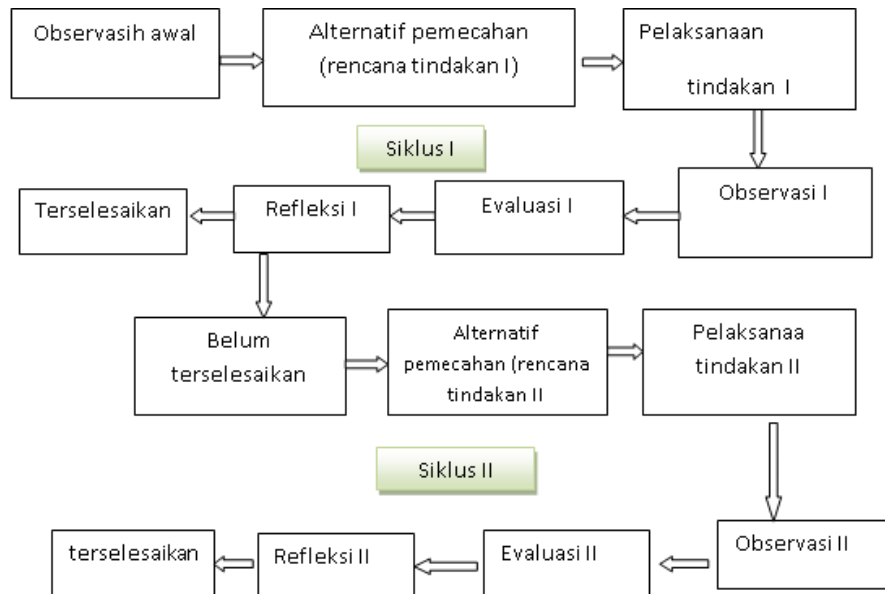 Observasih awal
Alternatif pemecahan
(rencana tindakan I)
Pelaksanaan
tindakan I
Siklus I
Terselesaikan
Refleksi I
Evaluasi I
Observasi I
Belum
terselesaikan
Alternatif
pemecahan (rencana
tindakan II
Pelaksanaa
tindakan II
Siklus II
terselesaikan
Refleksi II
Evaluasi II
Observasi II